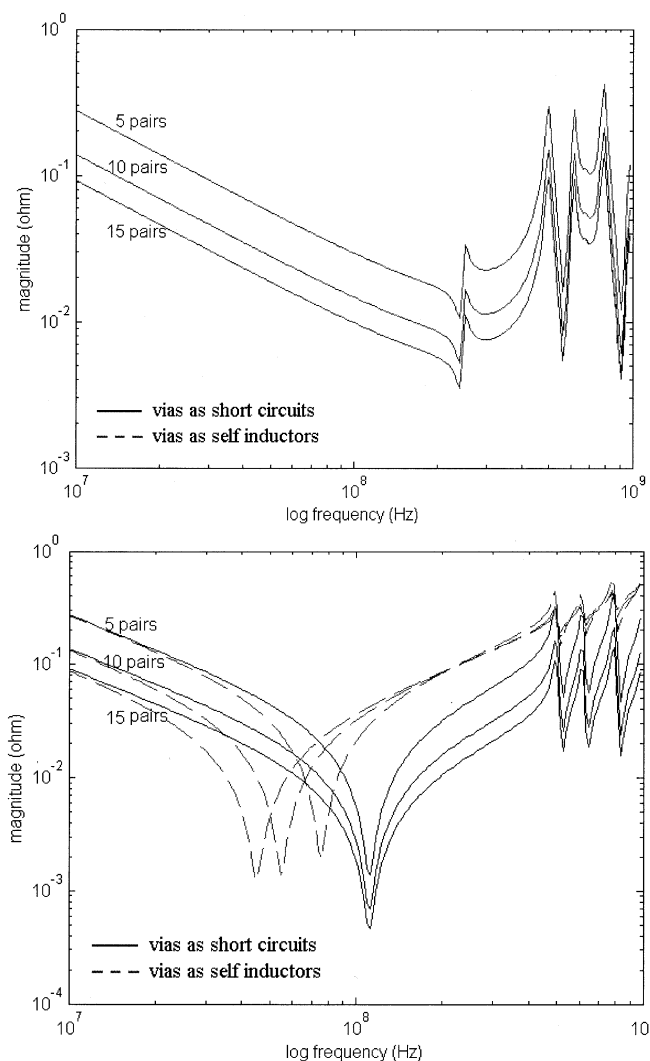 10^0
10^-1
10^-2
10^-3
magnitude (ohm)
5 pairs
10 pairs
15 pairs
vias as short circuits
vias as self inductors
10^7
10^8
10^9
log frequency (Hz)
10^0
10^-1
10^-2
10^-3
10^-4
magnitude (ohm)
5 pairs
10 pairs
15 pairs
vias as short circuits
vias as self inductors
10^7
10^8
10
log frequency (Hz)